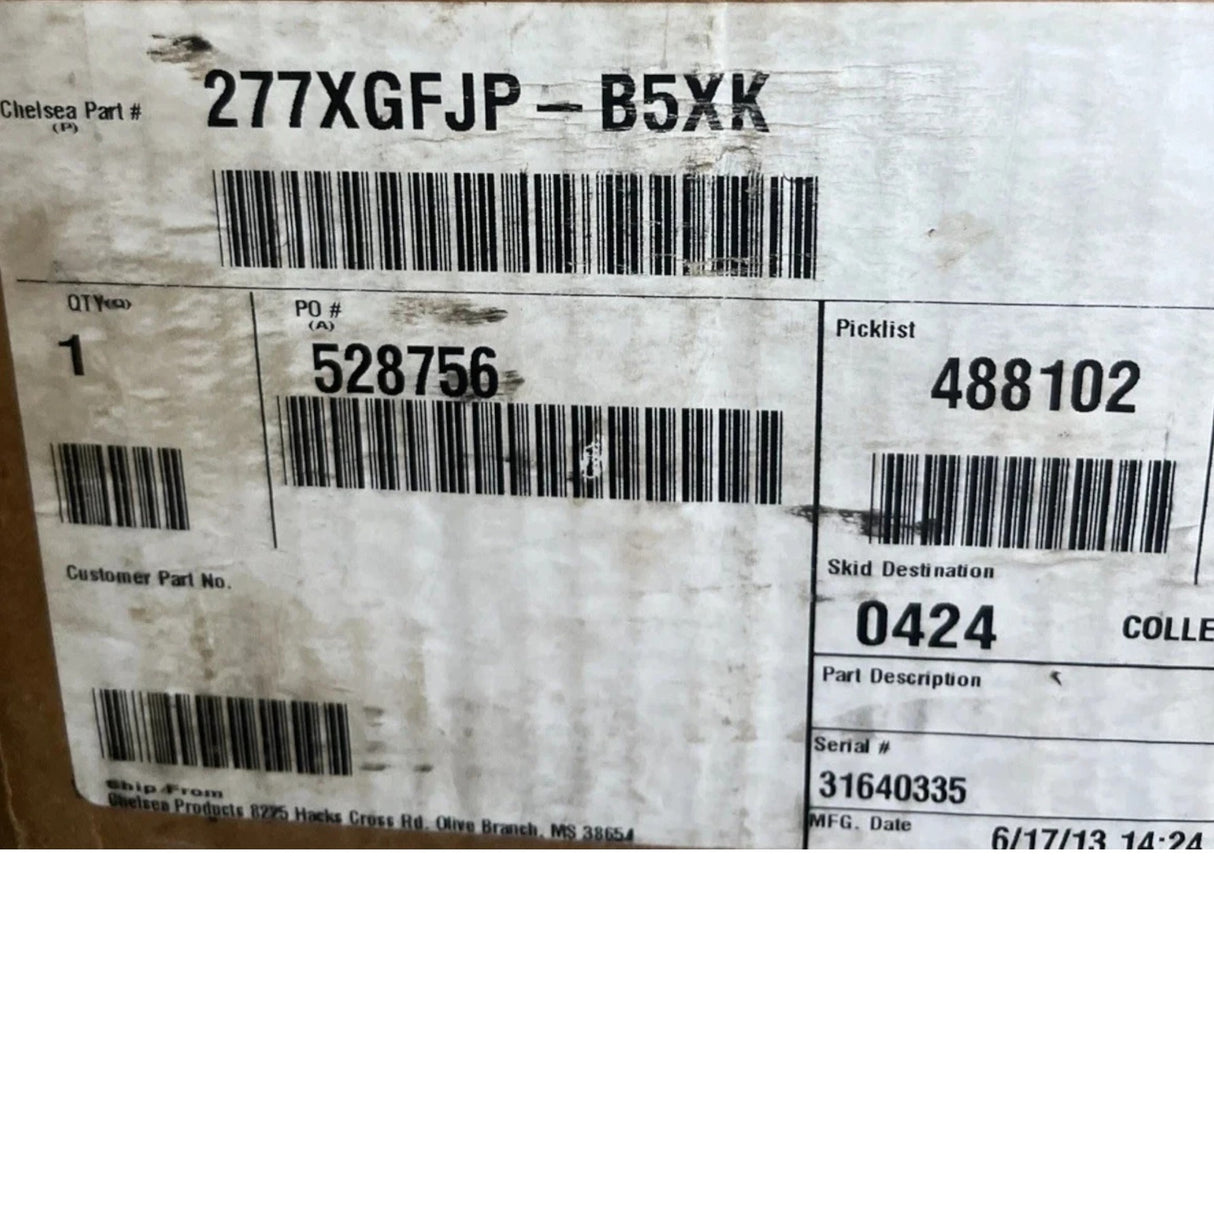 Chelsea Part # 277XGFJP-B5XK
(P)
QTY(Q)
1
PO #
(A)
528756
Picklist
488102
Customer Part No.
Skid Destination
0424 COLLE
Part Description
Serial #
31640335
Ship From
Chelsea Products 8225 Hacks Cross Rd. Olive Branch, MS 38654
MFG. Date
6/17/13 14:24